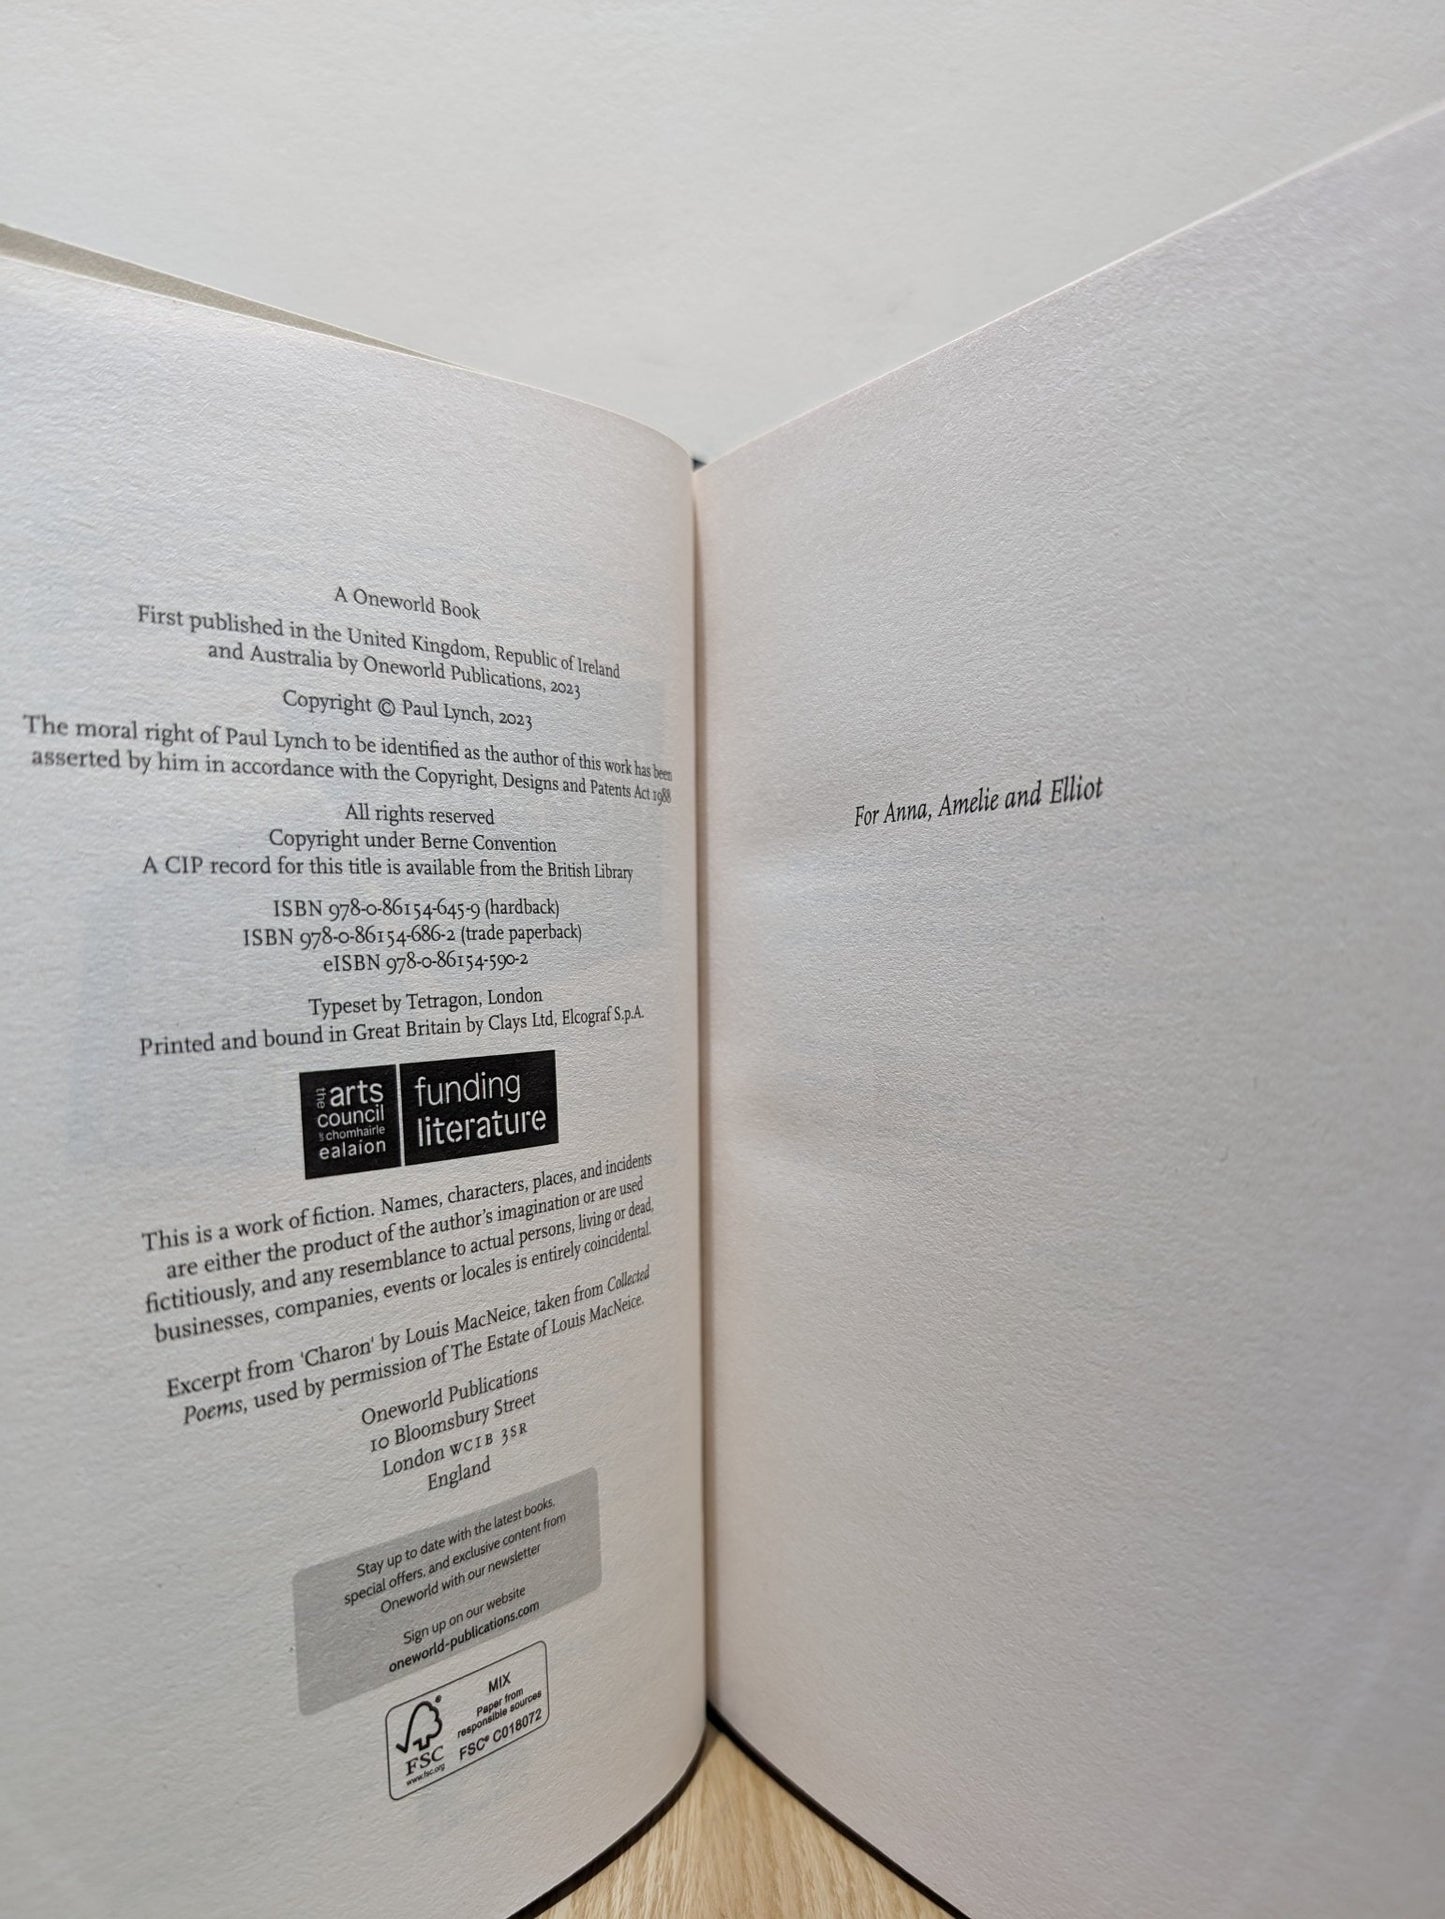 A Oneworld Book
First published in the United Kingdom, Republic of Ireland
and Australia by Oneworld Publications, 2023
Copyright © Paul Lynch, 2023
The moral right of Paul Lynch to be identified as the author of this work has been
asserted by him in accordance with the Copyright, Designs and Patents Act 1988
All rights reserved
Copyright under Berne Convention
A CIP record for this title is available from the British Library
ISBN 978-0-86154-645-9 (hardback)
ISBN 978-0-86154-686-2 (trade paperback)
eISBN 978-0-86154-590-2
Typeset by Tetragon, London
Printed and bound in Great Britain by Clays Ltd, Elcograf S.p.A.
the arts
council
chomhairle
ealaíon
funding
literature
This is a work of fiction. Names, characters, places, and incidents
are either the product of the author's imagination or are used
fictitiously, and any resemblance to actual persons, living or dead,
businesses, companies, events or locales is entirely coincidental.
Excerpt from 'Charon' by Louis MacNeice, taken from Collected
Poems, used by permission of The Estate of Louis MacNeice.
Oneworld Publications
10 Bloomsbury Street
London WC1B 3SR
England
Stay up to date with the latest books,
special offers, and exclusive content from
Oneworld with our newsletter
Sign up on our website
oneworld-publications.com
MIX
Paper from
responsible sources
FSC® C018072
FSC
www.fsc.org
For Anna, Amelie and Elliot